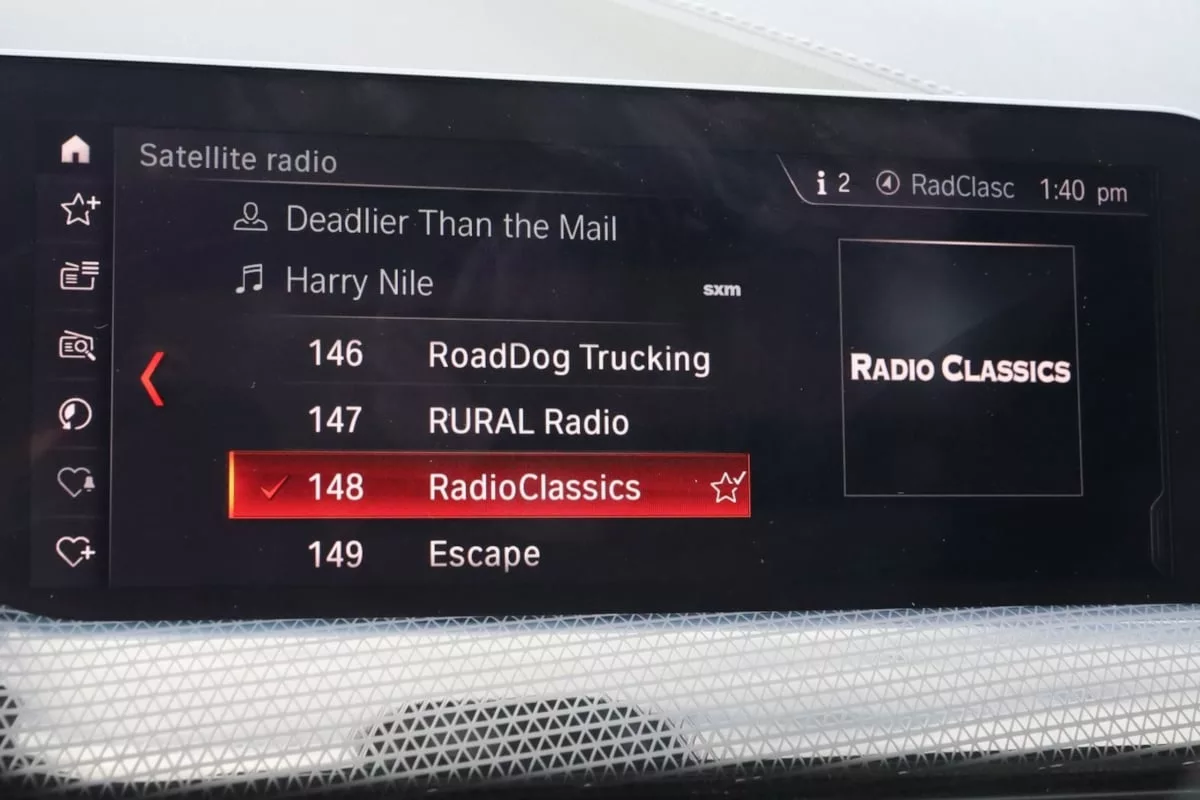 Satellite radio
i 2 RadClasc 1:40 pm
Deadlier Than the Mail
Harry Nile
sxm
146 RoadDog Trucking
147 RURAL Radio
148 RadioClassics
149 Escape
RADIO CLASSICS